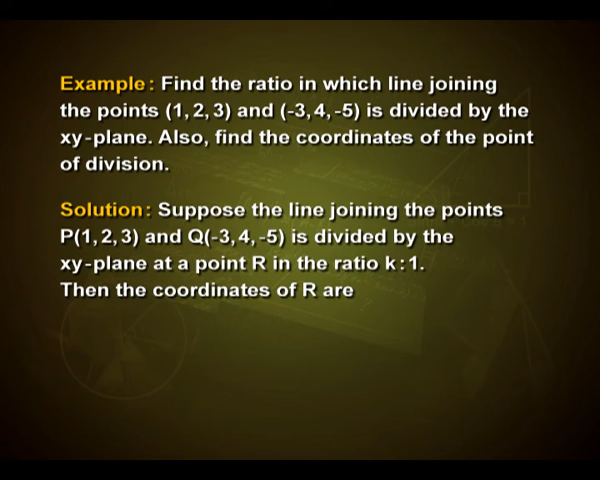 Example: Find the ratio in which line joining
the points (1, 2, 3) and (-3, 4, -5) is divided by the
xy-plane. Also, find the coordinates of the point
of division.
Solution: Suppose the line joining the points
P(1, 2, 3) and Q(-3, 4, -5) is divided by the
xy-plane at a point R in the ratio k:1.
Then the coordinates of R are